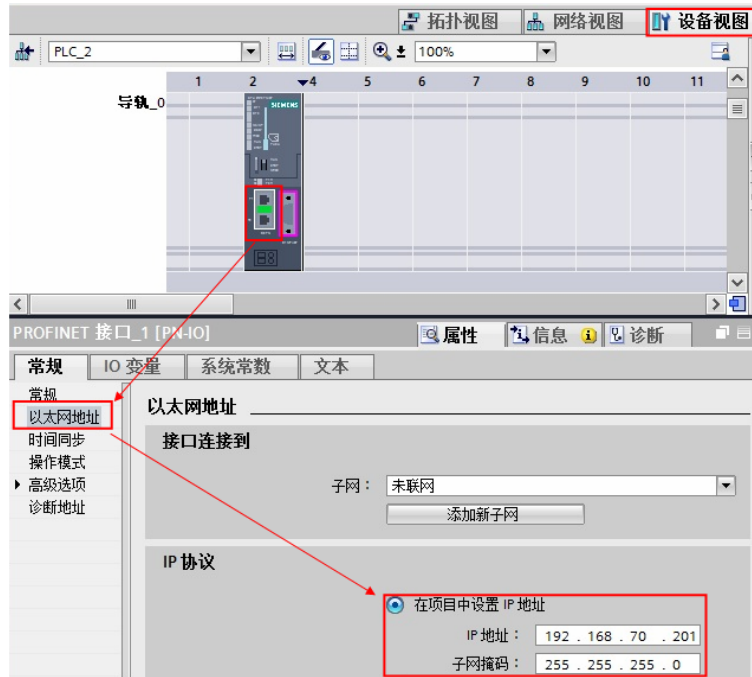 拓扑视图 网络视图 设备视图
PLC_2 100%
1 2 4 5 6 7 8 9 10 11
导轨_0
SIEMENS
PROFINET 接口_1 [PN-IO] 属性 信息 诊断
常规 IO 变量 系统常数 文本
常规
以太网地址
时间同步
操作模式
高级选项
诊断地址
以太网地址
接口连接到
子网： 未联网
添加新子网
IP 协议
在项目中设置 IP 地址
IP 地址： 192 . 168 . 70 . 201
子网掩码： 255 . 255 . 255 . 0